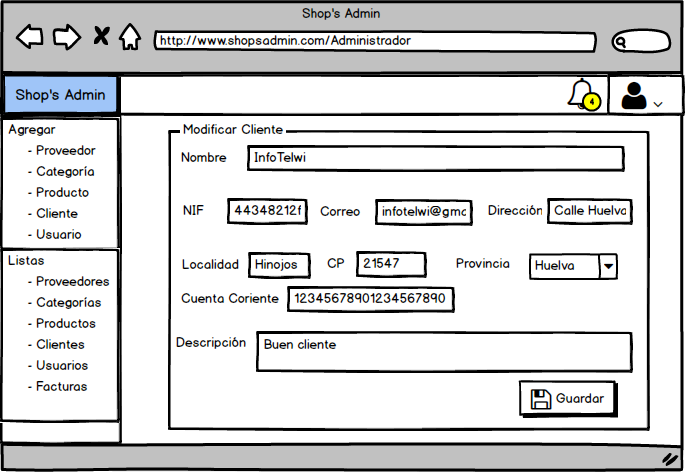 Shop's Admin
http://www.shopsadmin.com/Administrador
Shop's Admin
4
Agregar
- Proveedor
- Categoría
- Producto
- Cliente
- Usuario
Listas
- Proveedores
- Categorías
- Productos
- Clientes
- Usuarios
- Facturas
Modificar Cliente
Nombre InfoTelwi
NIF 44348212f Correo infotelwi@gmc Dirección Calle Huelva
Localidad Hinojos CP 21547 Provincia Huelva
Cuenta Coriente 12345678901234567890
Descripción Buen cliente
Guardar